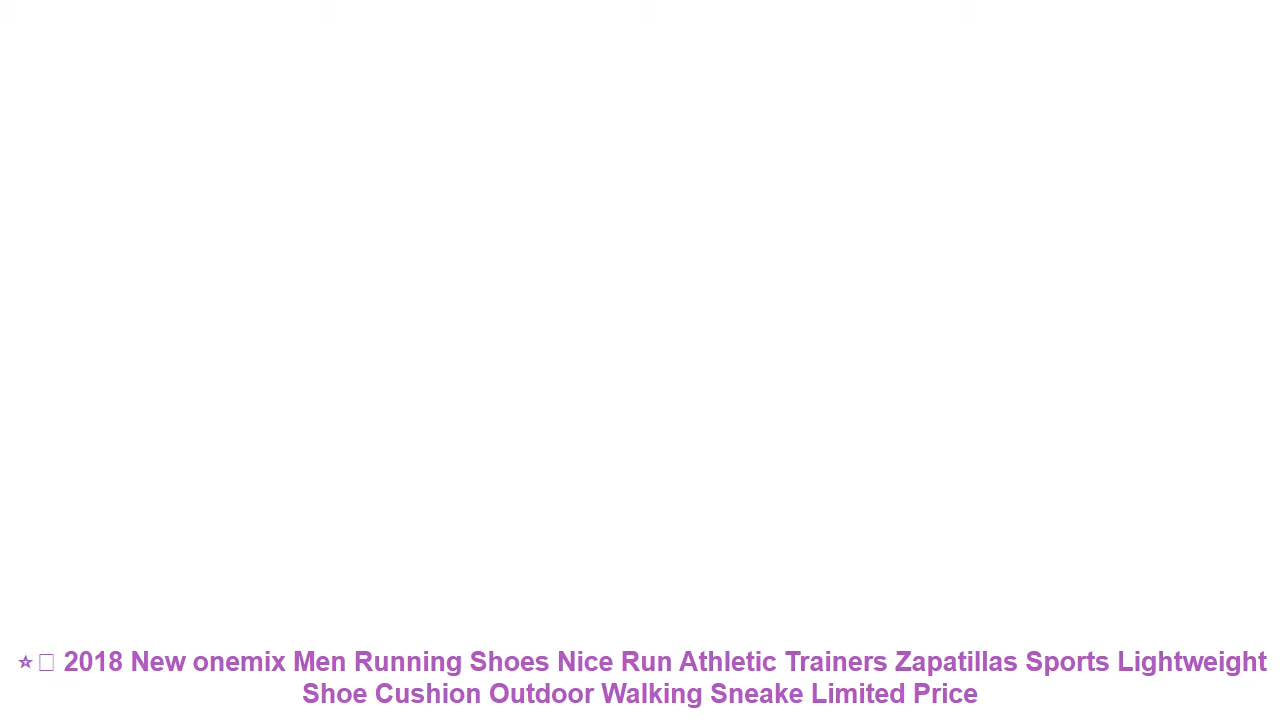 ⭐️ 2018 New onemix Men Running Shoes Nice Run Athletic Trainers Zapatillas Sports Lightweight
Shoe Cushion Outdoor Walking Sneake Limited Price